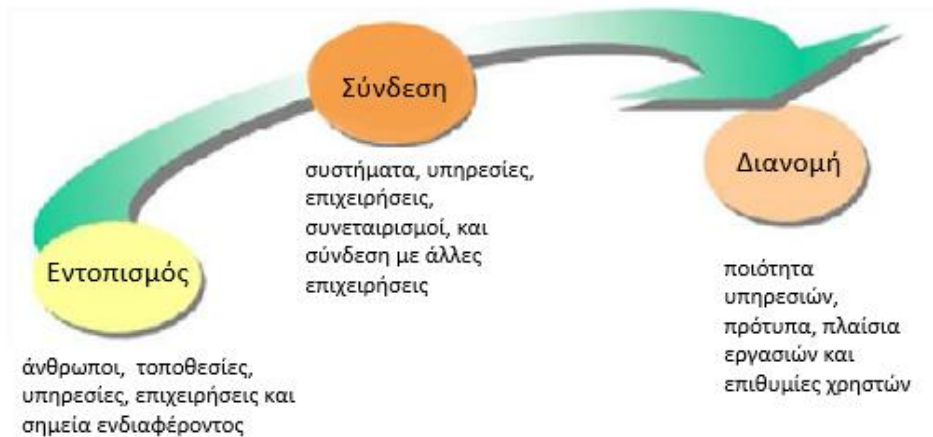 Εντοπισμός
άνθρωποι, τοποθεσίες,
υπηρεσίες, επιχειρήσεις και
σημεία ενδιαφέροντος
Σύνδεση
συστήματα, υπηρεσίες,
επιχειρήσεις,
συνεταιρισμοί, και
σύνδεση με άλλες
επιχειρήσεις
Διανομή
ποιότητα
υπηρεσιών,
πρότυπα, πλαίσια
εργασιών και
επιθυμίες χρηστών